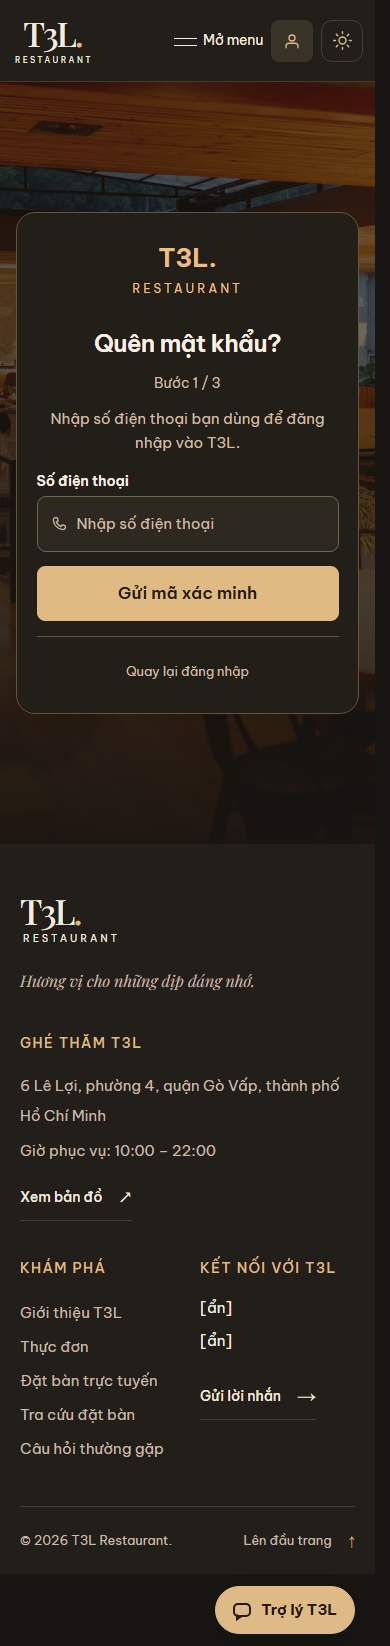 T3L.
RESTAURANT
Mở menu
T3L.
RESTAURANT
Quên mật khẩu?
Bước 1 / 3
Nhập số điện thoại bạn dùng để đăng
nhập vào T3L.
Số điện thoại
Nhập số điện thoại
Gửi mã xác minh
Quay lại đăng nhập
T3L.
RESTAURANT
Hương vị cho những dịp đáng nhớ.
GHÉ THĂM T3L
6 Lê Lợi, phường 4, quận Gò Vấp, thành phố
Hồ Chí Minh
Giờ phục vụ: 10:00 – 22:00
Xem bản đồ ↗
KHÁM PHÁ
Giới thiệu T3L
Thực đơn
Đặt bàn trực tuyến
Tra cứu đặt bàn
Câu hỏi thường gặp
KẾT NỐI VỚI T3L
[ẩn]
[ẩn]
Gửi lời nhắn →
© 2026 T3L Restaurant.
Lên đầu trang ↑
Trợ lý T3L